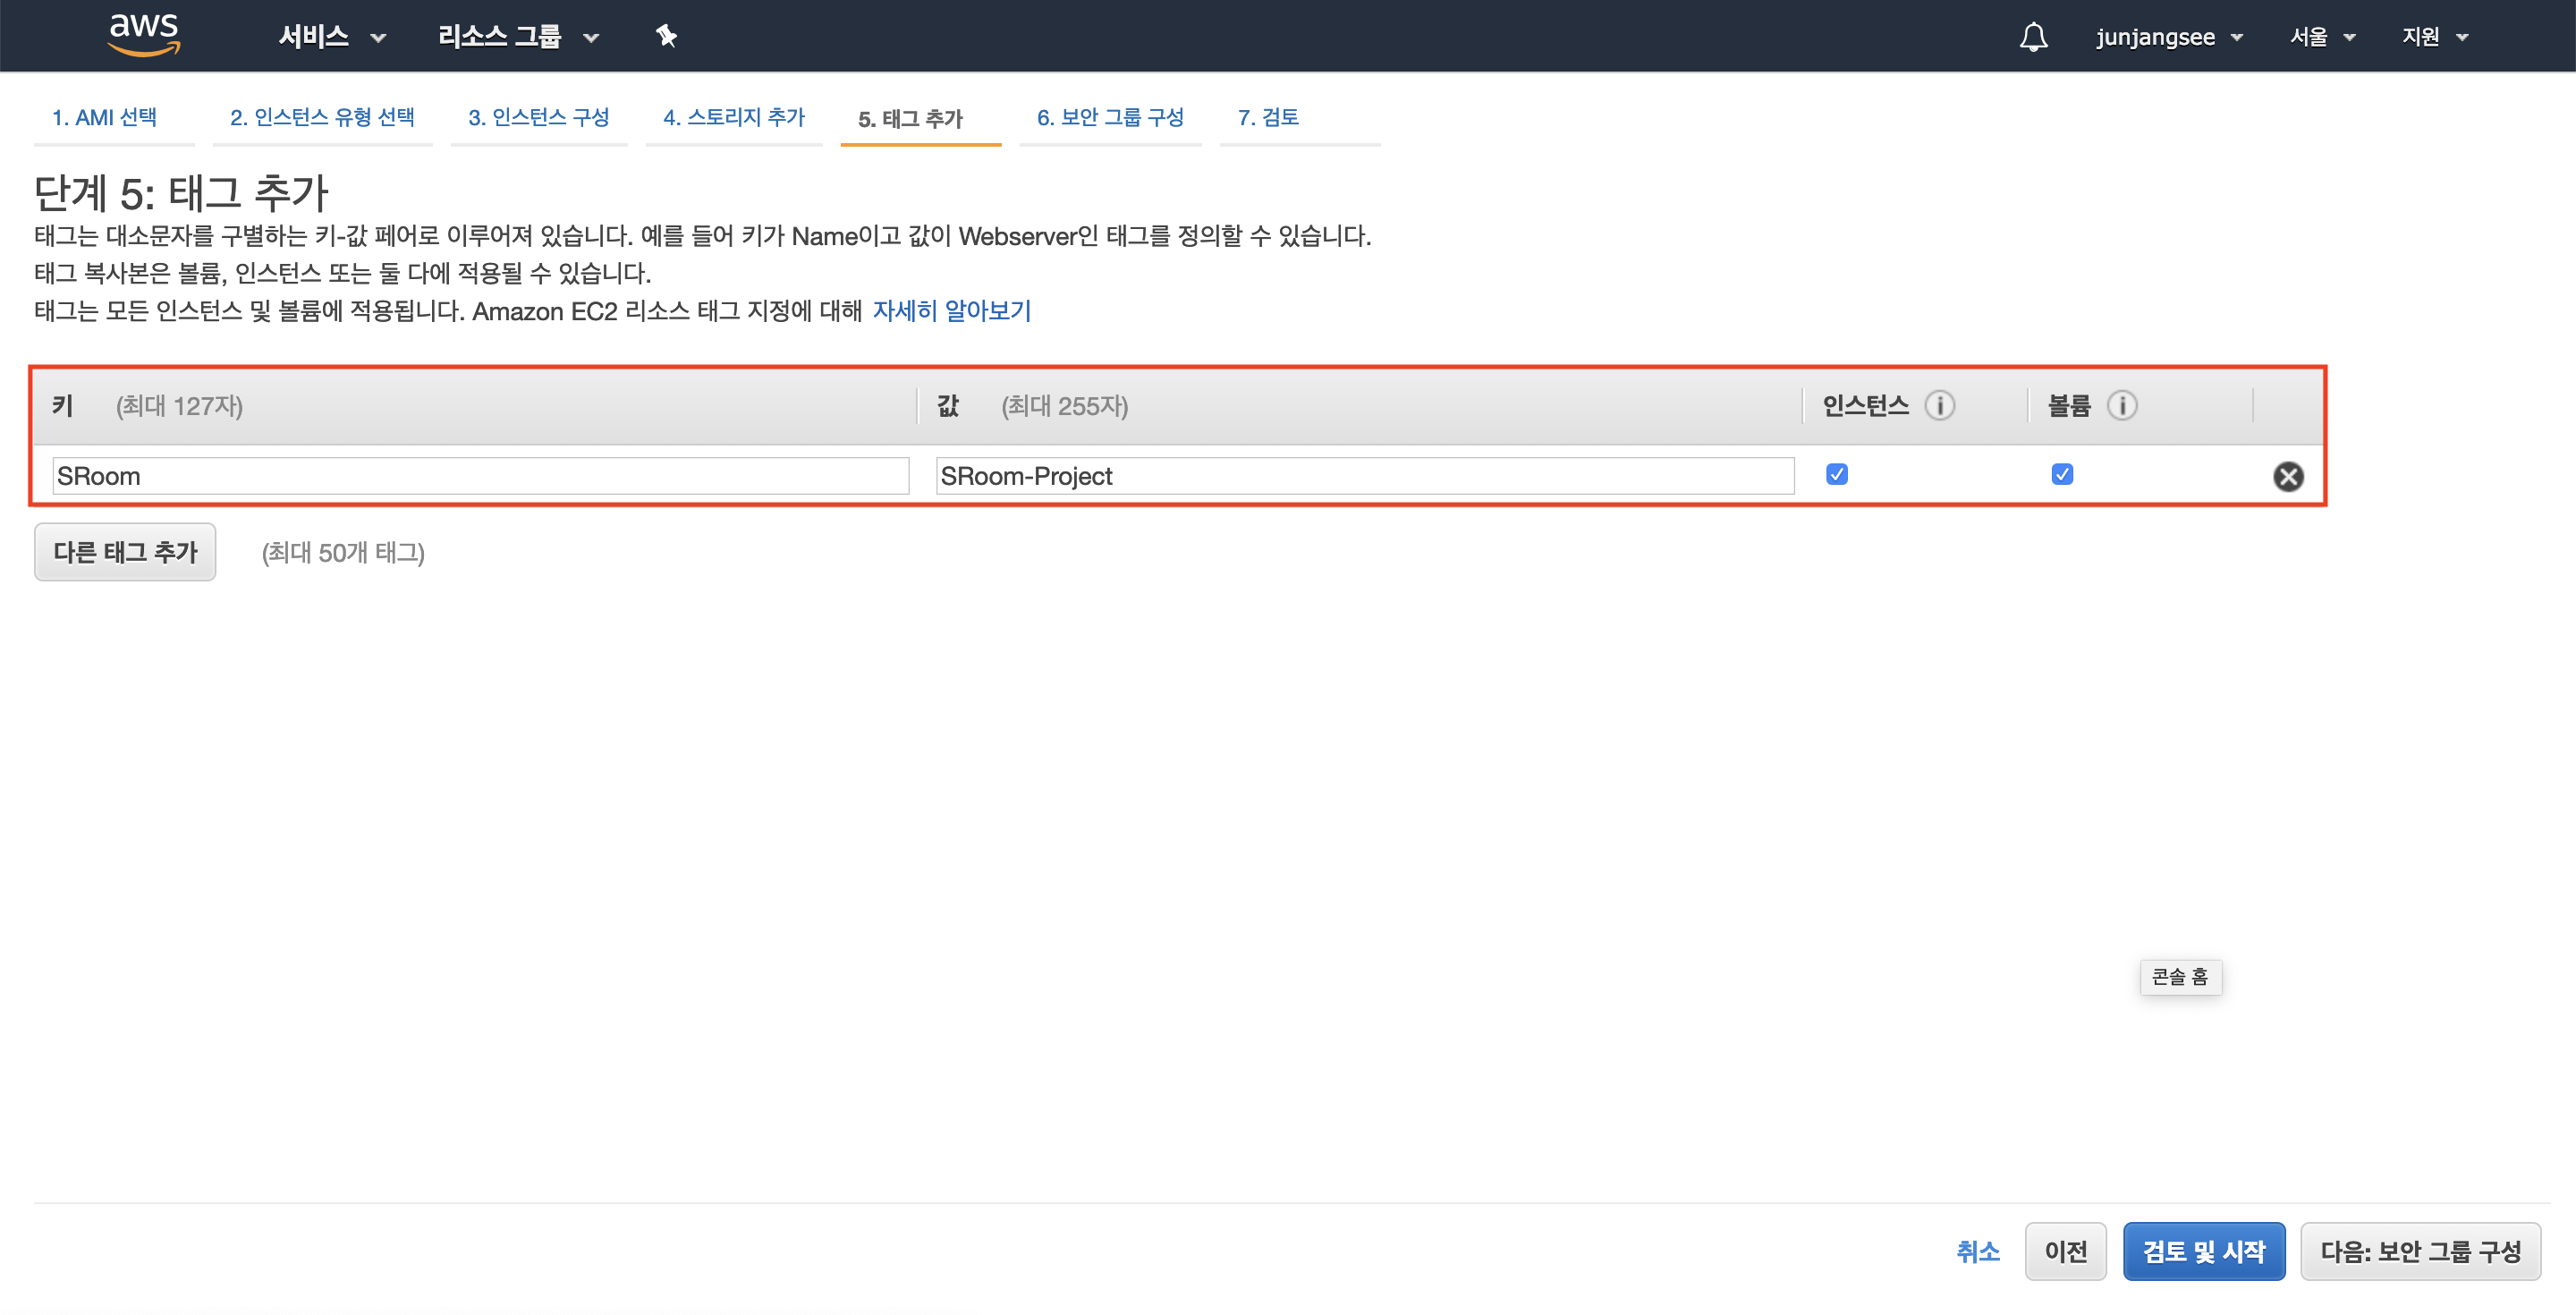 aws 서비스 리소스 그룹 junjangsee 서울 지원
1. AMI 선택 2. 인스턴스 유형 선택 3. 인스턴스 구성 4. 스토리지 추가 5. 태그 추가 6. 보안 그룹 구성 7. 검토
단계 5: 태그 추가
태그는 대소문자를 구별하는 키-값 페어로 이루어져 있습니다. 예를 들어 키가 Name이고 값이 Webserver인 태그를 정의할 수 있습니다.
태그 복사본은 볼륨, 인스턴스 또는 둘 다에 적용될 수 있습니다.
태그는 모든 인스턴스 및 볼륨에 적용됩니다. Amazon EC2 리소스 태그 지정에 대해 자세히 알아보기
키 (최대 127자) 값 (최대 255자) 인스턴스 볼륨
SRoom SRoom-Project
다른 태그 추가 (최대 50개 태그)
콘솔 홈
취소 이전 검토 및 시작 다음: 보안 그룹 구성